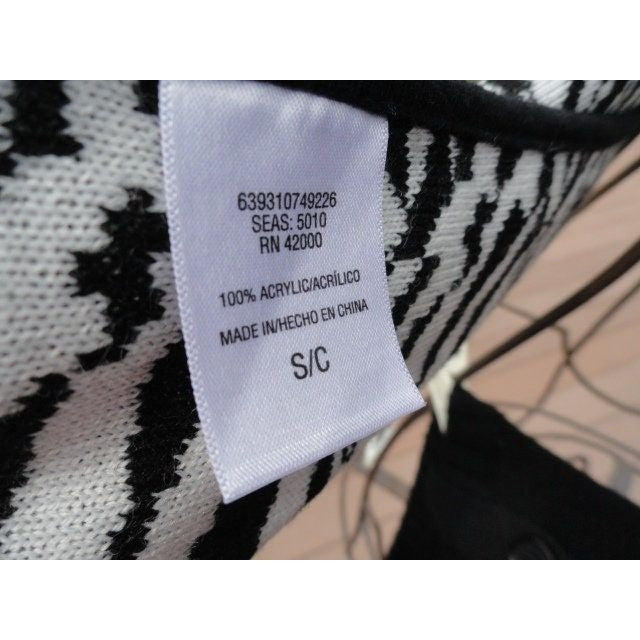 639310749226
SEAS: 5010
RN 42000
100% ACRYLIC/ACRÍLICO
MADE IN/HECHO EN CHINA
S/C